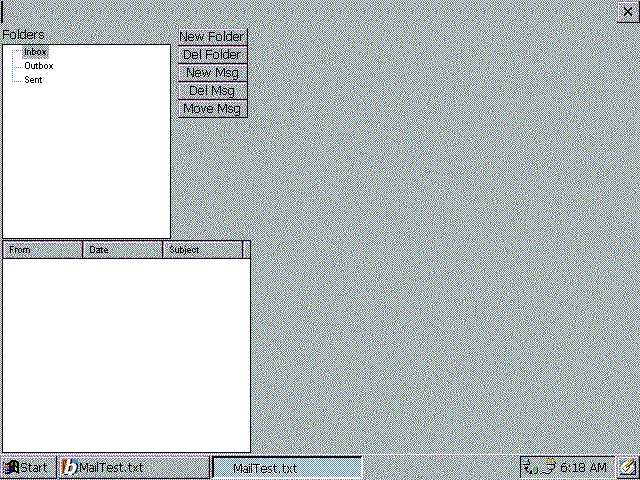 Folders
Inbox
Outbox
Sent
New Folder
Del Folder
New Msg
Del Msg
Move Msg
From Date Subject
Start MailTest.txt MailTest.txt 6:18 AM